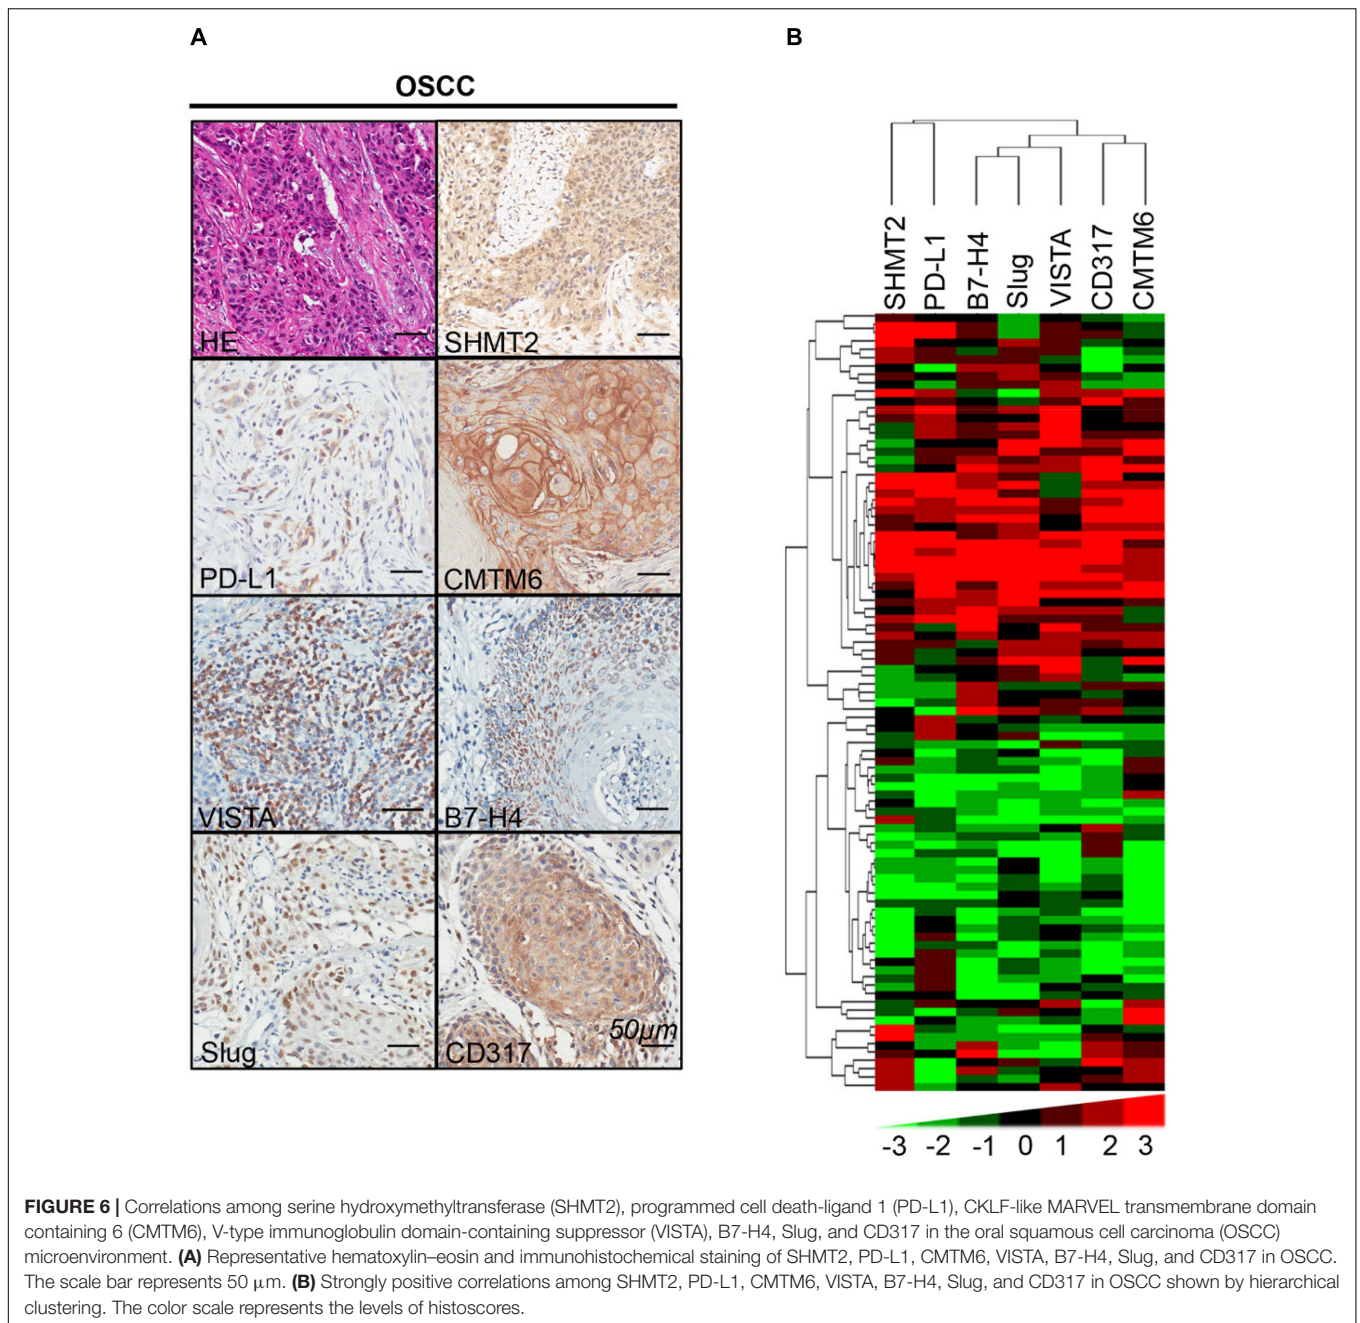 A
B
OSCC
HE
SHMT2
PD-L1
CMTM6
VISTA
B7-H4
Slug
CD317
50μm
SHMT2
PD-L1
B7-H4
Slug
VISTA
CD317
CMTM6
-3 -2 -1 0 1 2 3
FIGURE 6 | Correlations among serine hydroxymethyltransferase (SHMT2), programmed cell death-ligand 1 (PD-L1), CKLF-like MARVEL transmembrane domain
containing 6 (CMTM6), V-type immunoglobulin domain-containing suppressor (VISTA), B7-H4, Slug, and CD317 in the oral squamous cell carcinoma (OSCC)
microenvironment. (A) Representative hematoxylin–eosin and immunohistochemical staining of SHMT2, PD-L1, CMTM6, VISTA, B7-H4, Slug, and CD317 in OSCC.
The scale bar represents 50 μm. (B) Strongly positive correlations among SHMT2, PD-L1, CMTM6, VISTA, B7-H4, Slug, and CD317 in OSCC shown by hierarchical
clustering. The color scale represents the levels of histoscores.